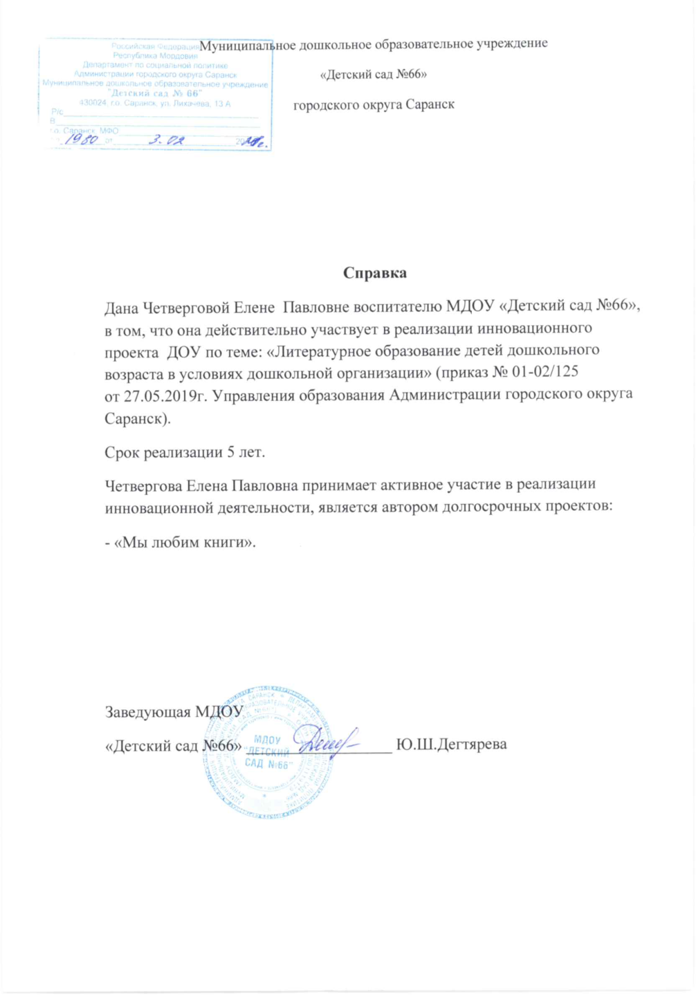 Российская Федерация
Республика Мордовия
Департамент по социальной политике
Администрации городского округа Саранск
Муниципальное дошкольное образовательное учреждение
"Детский сад № 66"
430024, г.о. Саранск, ул. Лихачева, 13 А
Р/с
В
г.о. Саранск, МФО
1980 от 3.02
Муниципальное дошкольное образовательное учреждение
«Детский сад №66»
городского округа Саранск
Справка
Дана Четверговой Елене Павловне воспитателю МДОУ «Детский сад №66»,
в том, что она действительно участвует в реализации инновационного
проекта ДОУ по теме: «Литературное образование детей дошкольного
возраста в условиях дошкольной организации» (приказ № 01-02/125
от 27.05.2019г. Управления образования Администрации городского округа
Саранск).
Срок реализации 5 лет.
Четвергова Елена Павловна принимает активное участие в реализации
инновационной деятельности, является автором долгосрочных проектов:
- «Мы любим книги».
Заведующая МДОУ
«Детский сад №66» Ю.Ш.Дегтярева
МДОУ
"ДЕТСКИЙ
САД №66"